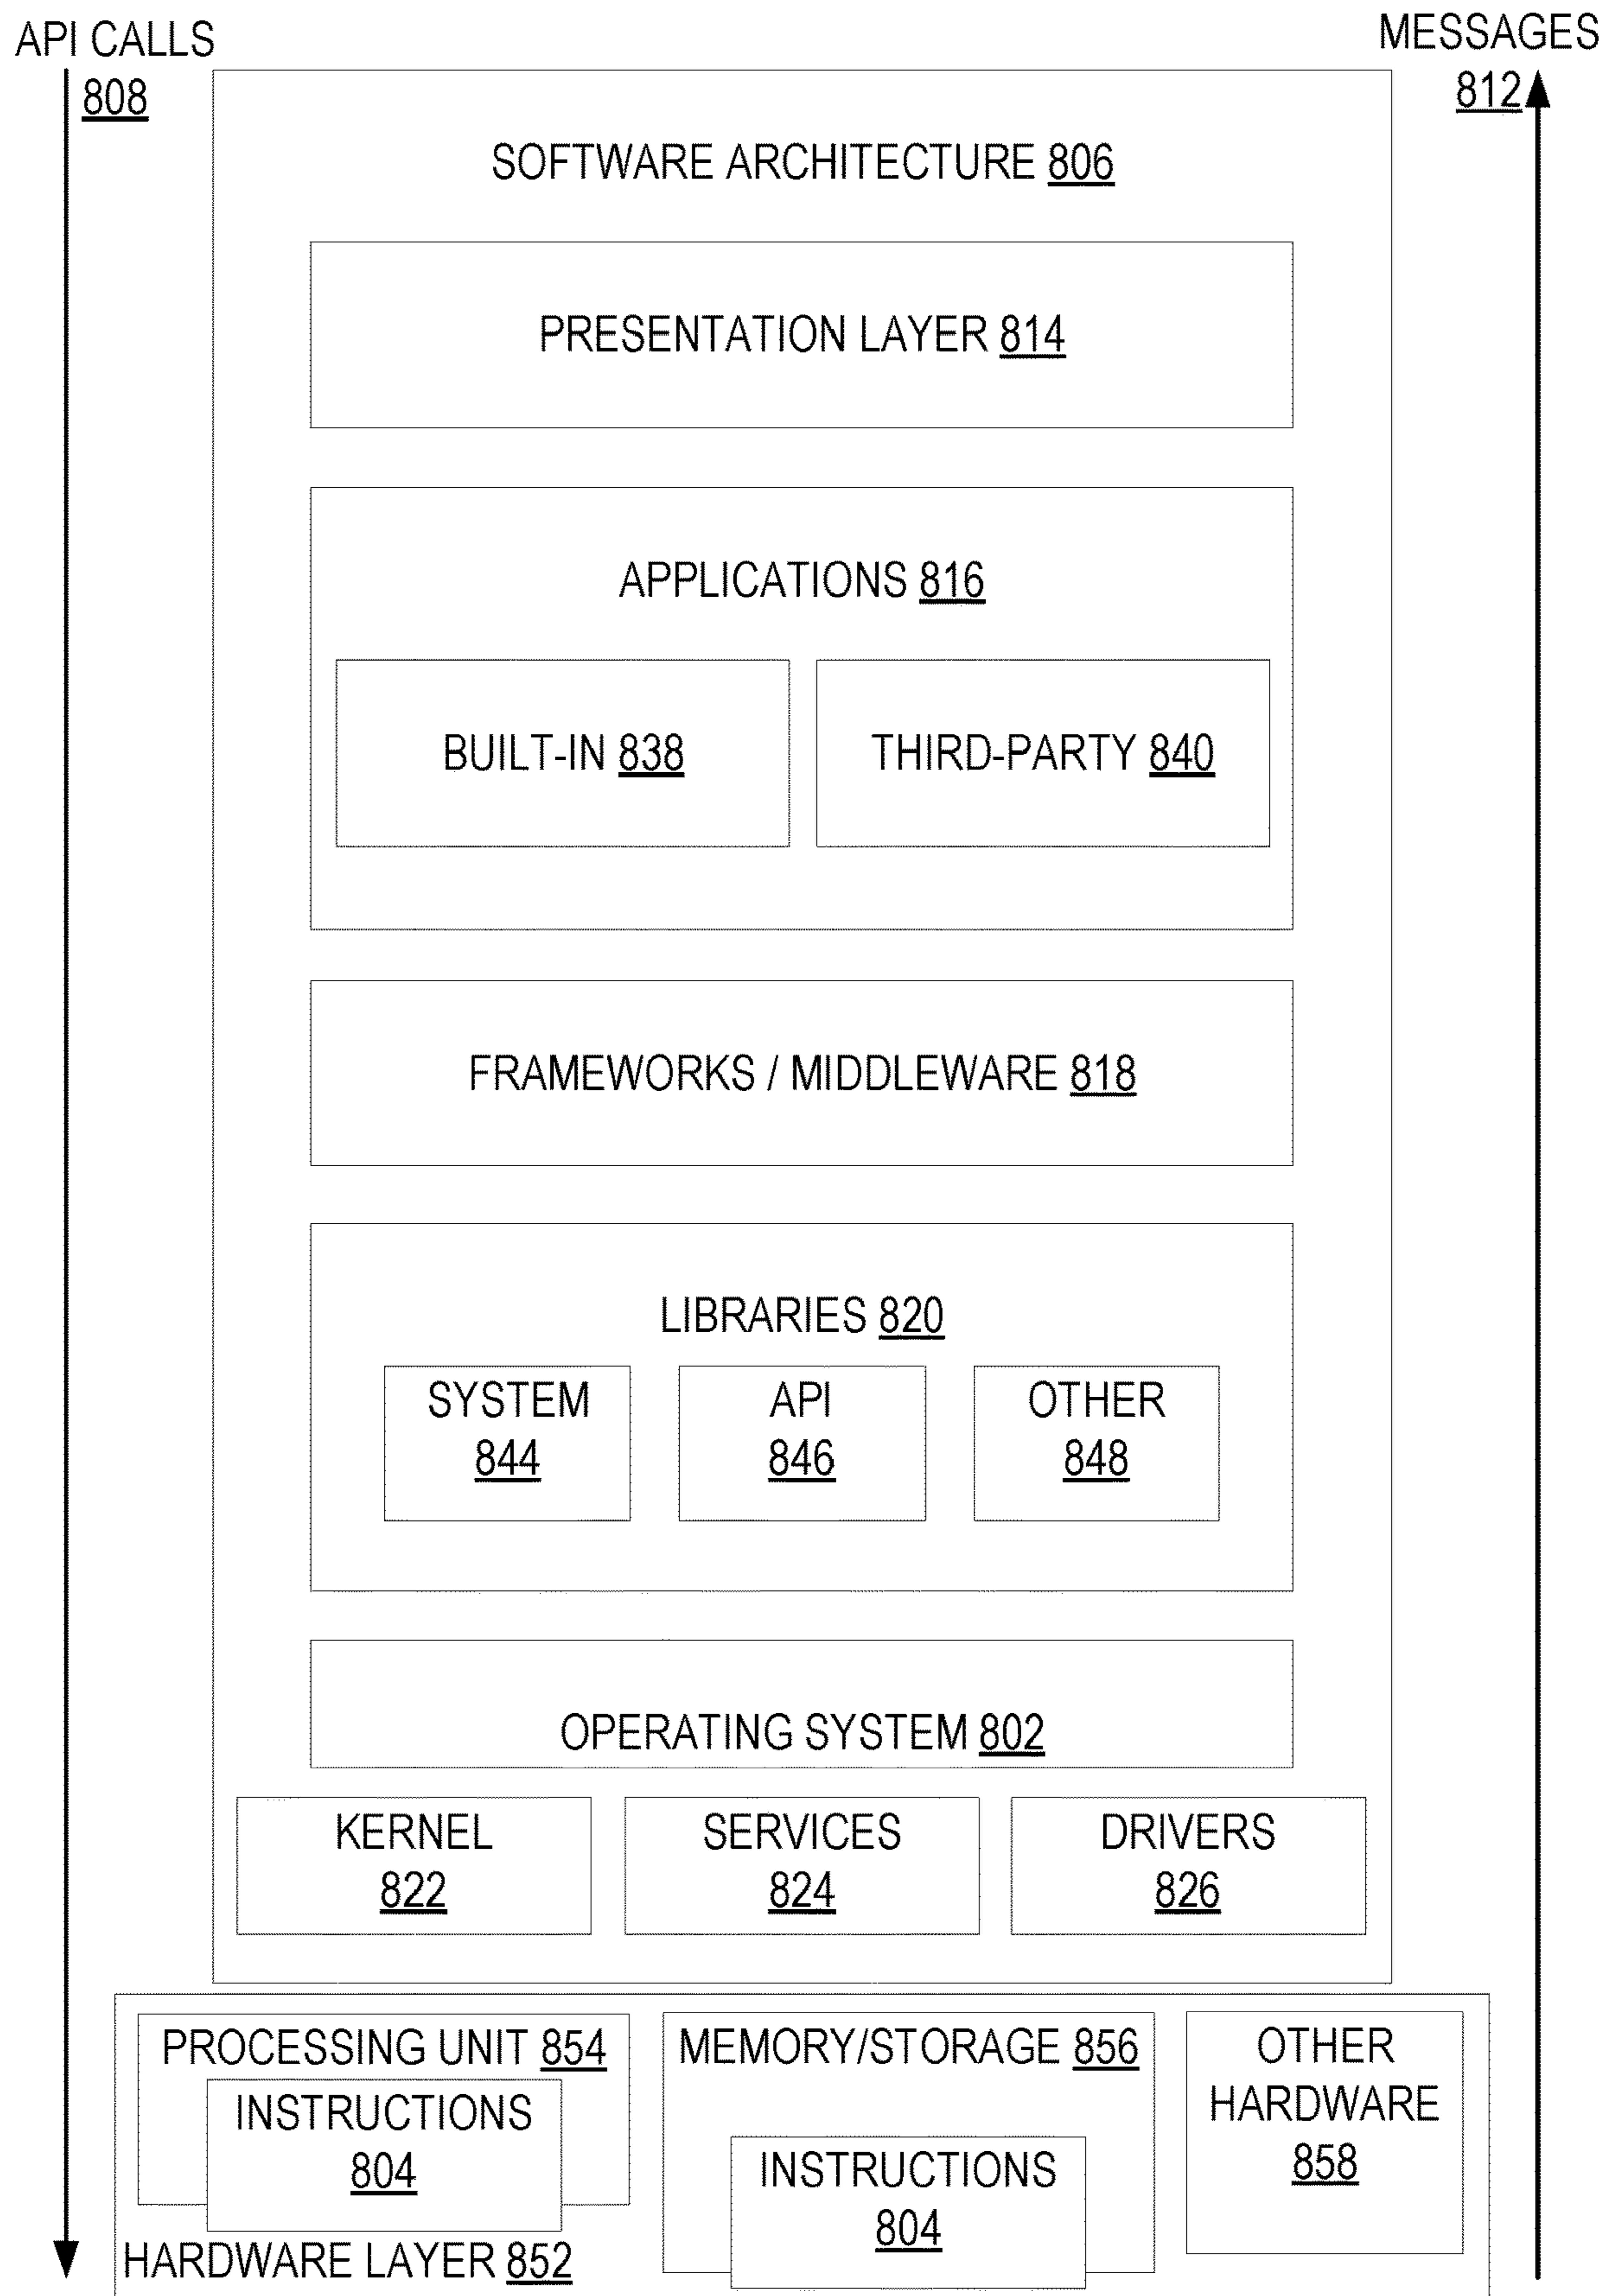 API CALLS
808
MESSAGES
812
SOFTWARE ARCHITECTURE 806
PRESENTATION LAYER 814
APPLICATIONS 816
BUILT-IN 838
THIRD-PARTY 840
FRAMEWORKS / MIDDLEWARE 818
LIBRARIES 820
SYSTEM
844
API
846
OTHER
848
OPERATING SYSTEM 802
KERNEL
822
SERVICES
824
DRIVERS
826
PROCESSING UNIT 854
INSTRUCTIONS
804
MEMORY/STORAGE 856
INSTRUCTIONS
804
OTHER
HARDWARE
858
HARDWARE LAYER 852